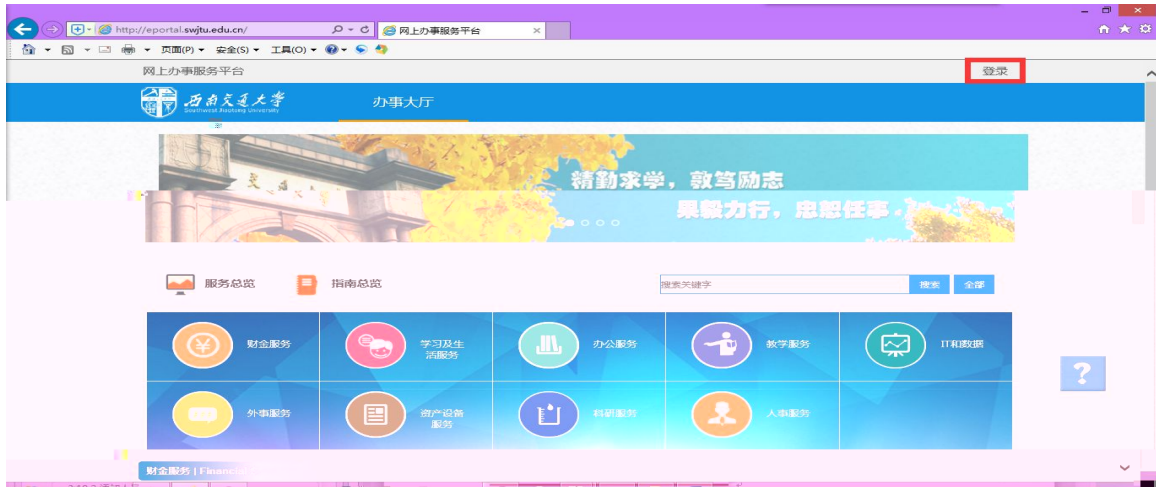 http://eportal.swjtu.edu.cn/
网上办事服务平台
页面(P) 安全(S) 工具(O)
网上办事服务平台 登录
西南交通大学 办事大厅
Southwest Jiaotong University
精勤求学，敦笃励志
果毅力行，忠恕任事
服务总览 指南总览 搜索关键字 搜索 全部
财金服务 学习及生活服务 办公服务 教学服务 IT和数据
外事服务 资产设备服务 科研服务 人事服务
?
财金服务 | Financ